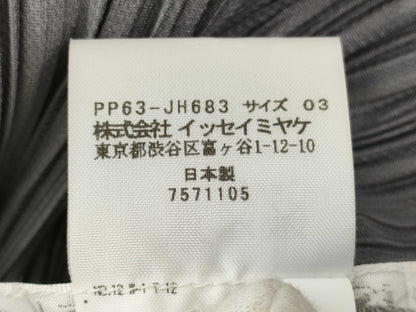 PP63-JH683 サイズ 03
株式会社 イッセイミヤケ
東京都渋谷区富ヶ谷1-12-10
日本製
7571105